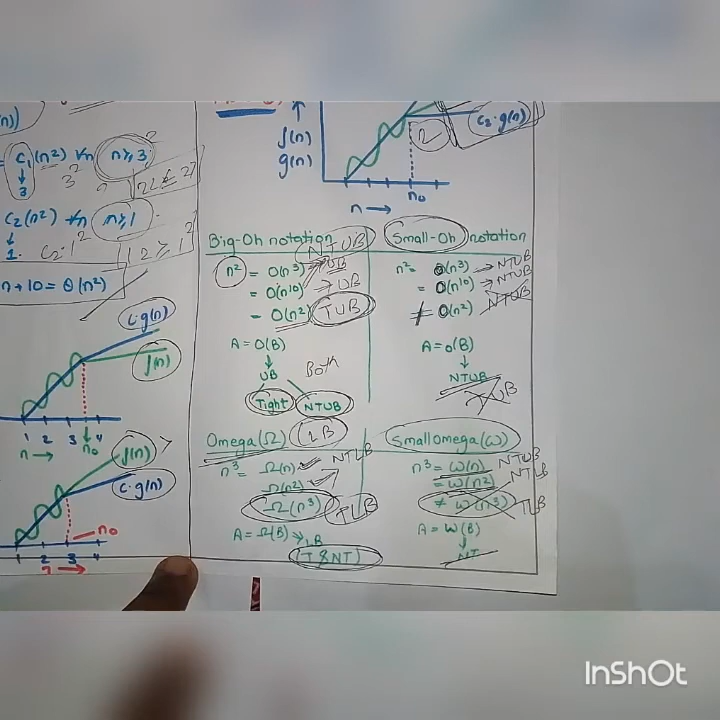 = C₁(n²) ∀n n≥3
3
3²
C₂(n²) ∀n n≥1
1. C₂·1²
12 ≥ 1²
n + 10 = θ(n²)
c·g(n)
f(n)
1 2 3 4
n → n₀
f(n)
c·g(n)
n₀
1 2 3 4
C₂·g(n)
f(n)
g(n)
2
n → n₀
Big-Oh notation
NTUB
n² = O(n³) → UB
= O(n¹⁰) → UB
= O(n²) TUB
A = O(B)
UB Both
Tight NTUB
Small-Oh notation
n² = O(n³) → NTUB
= O(n¹⁰) → NTUB
≠ O(n²) NTUB
A = o(B)
NTUB
TUB
Omega(Ω) LB
n³ = Ω(n) NTLB
Ω(n²)
Ω(n³) TLB
A = Ω(B) → LB
(T & NT)
Small omega(ω)
n³ = ω(n) NTUB
= ω(n²) NTLB
≠ ω(n³) TLB
A = ω(B)
NT
InShOt